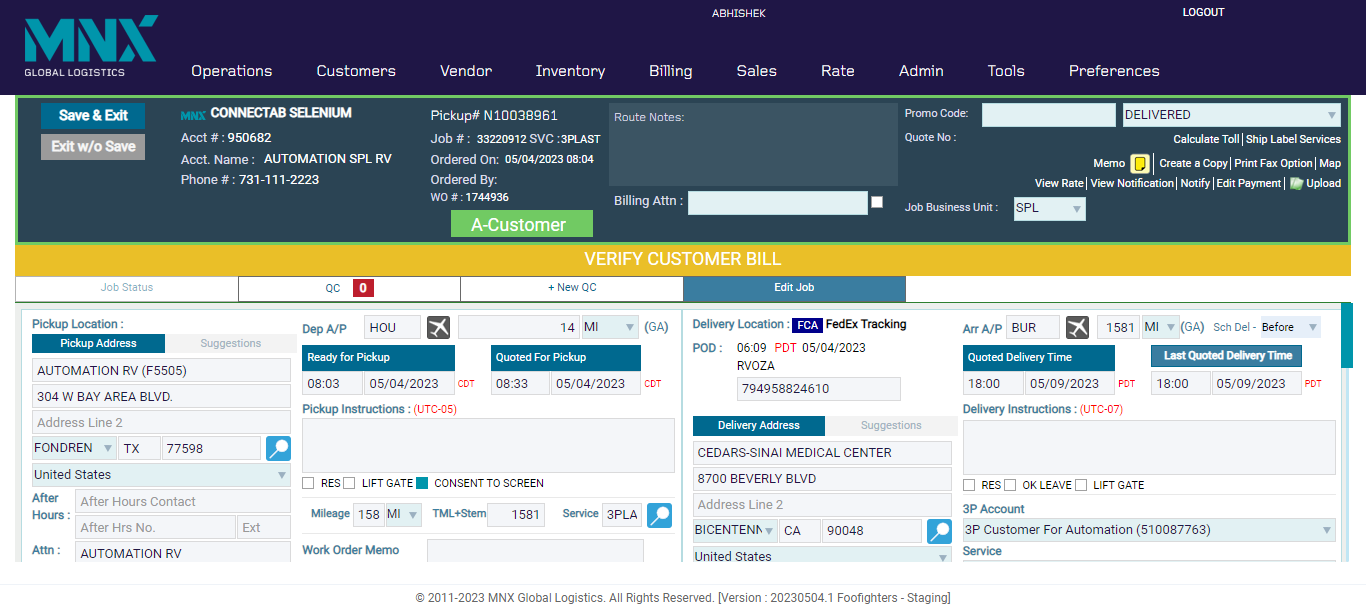 ABHISHEK
LOGOUT
MNX
GLOBAL LOGISTICS
Operations Customers Vendor Inventory Billing Sales Rate Admin Tools Preferences
Save & Exit
Exit w/o Save
MNX CONNECTAB SELENIUM
Acct # : 950682
Acct. Name : AUTOMATION SPL RV
Phone # : 731-111-2223
Pickup# N10038961
Job # : 33220912 SVC :3PLAST
Ordered On: 05/04/2023 08:04
Ordered By:
WO # : 1744936
A-Customer
Route Notes:
Billing Attn :
Promo Code:
DELIVERED
Quote No :
Calculate Toll| Ship Label Services
Memo | Create a Copy| Print Fax Option| Map
View Rate| View Notification| Notify| Edit Payment| Upload
Job Business Unit :
SPL
VERIFY CUSTOMER BILL
Job Status
QC 0
+ New QC
Edit Job
Pickup Location :
Pickup Address
Suggestions
AUTOMATION RV (F5505)
304 W BAY AREA BLVD.
Address Line 2
FONDREN TX 77598
United States
After Hours :
After Hours Contact
After Hrs No.
Ext
Attn :
AUTOMATION RV
Dep A/P HOU 14 MI (GA)
Ready for Pickup
08:03 05/04/2023 CDT
Quoted For Pickup
08:33 05/04/2023 CDT
Pickup Instructions : (UTC-05)
RES LIFT GATE CONSENT TO SCREEN
Mileage 158 MI TML+Stem 1581 Service 3PLA
Work Order Memo
Delivery Location : FCA FedEx Tracking
POD : 06:09 PDT 05/04/2023
RVOZA
794958824610
Delivery Address
Suggestions
CEDARS-SINAI MEDICAL CENTER
8700 BEVERLY BLVD
Address Line 2
BICENTENN CA 90048
United States
Arr A/P BUR 1581 MI (GA) Sch Del - Before
Quoted Delivery Time
18:00 05/09/2023 PDT
Last Quoted Delivery Time
18:00 05/09/2023 PDT
Delivery Instructions : (UTC-07)
RES OK LEAVE LIFT GATE
3P Account
3P Customer For Automation (510087763)
Service
© 2011-2023 MNX Global Logistics. All Rights Reserved. [Version : 20230504.1 Foofighters - Staging]